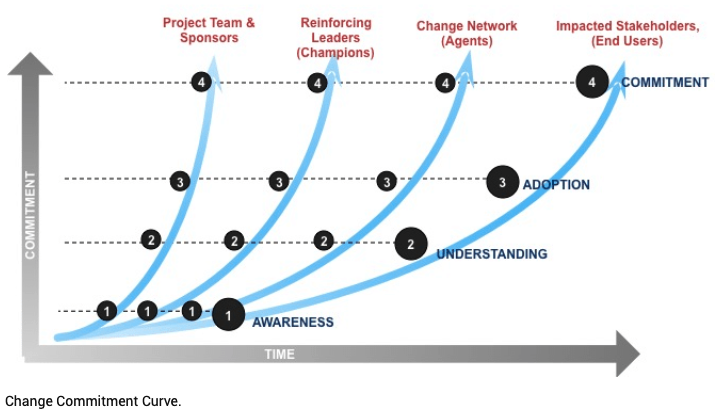 Project Team &
Sponsors
Reinforcing
Leaders
(Champions)
Change Network
(Agents)
Impacted Stakeholders,
(End Users)
4
4
4
4
COMMITMENT
3
3
3
3
ADOPTION
2
2
2
2
UNDERSTANDING
1
1
1
1
AWARENESS
COMMITMENT
TIME
Change Commitment Curve.